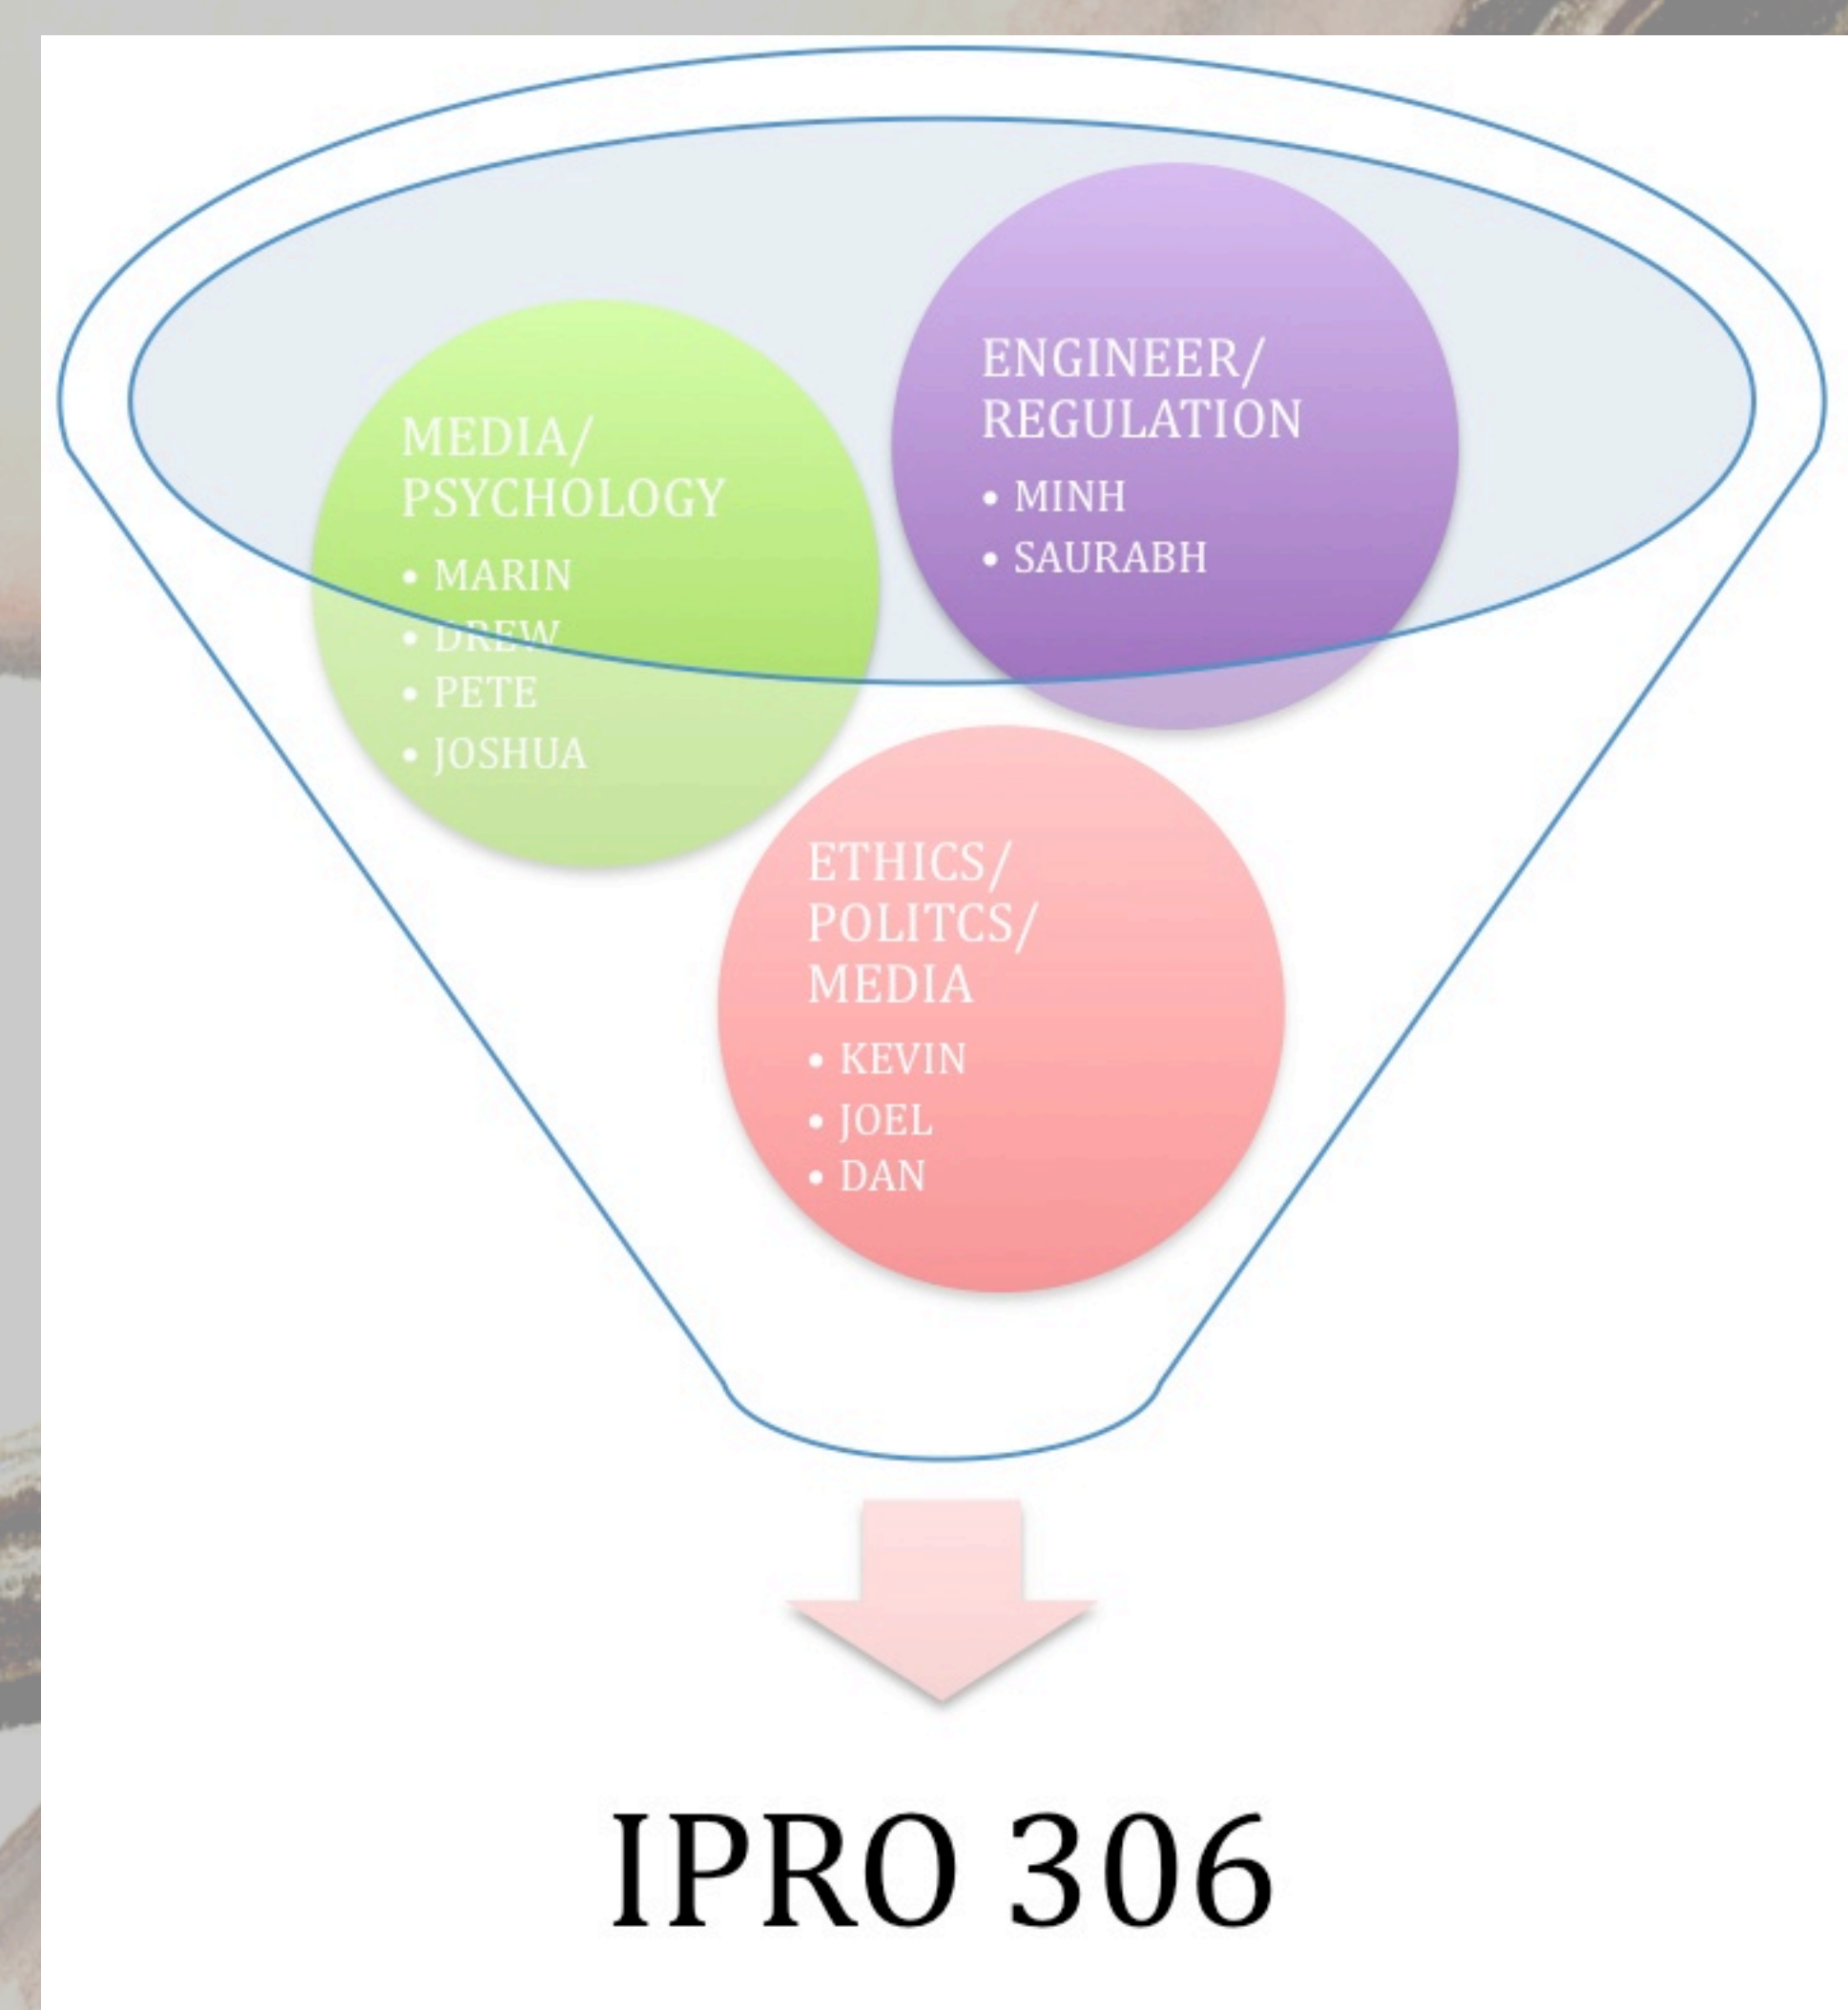 MEDIA/
PSYCHOLOGY
• MARIN
• DREW
• PETE
• JOSHUA
ENGINEER/
REGULATION
• MINH
• SAURABH
ETHICS/
POLITCS/
MEDIA
• KEVIN
• JOEL
• DAN
IPRO 306